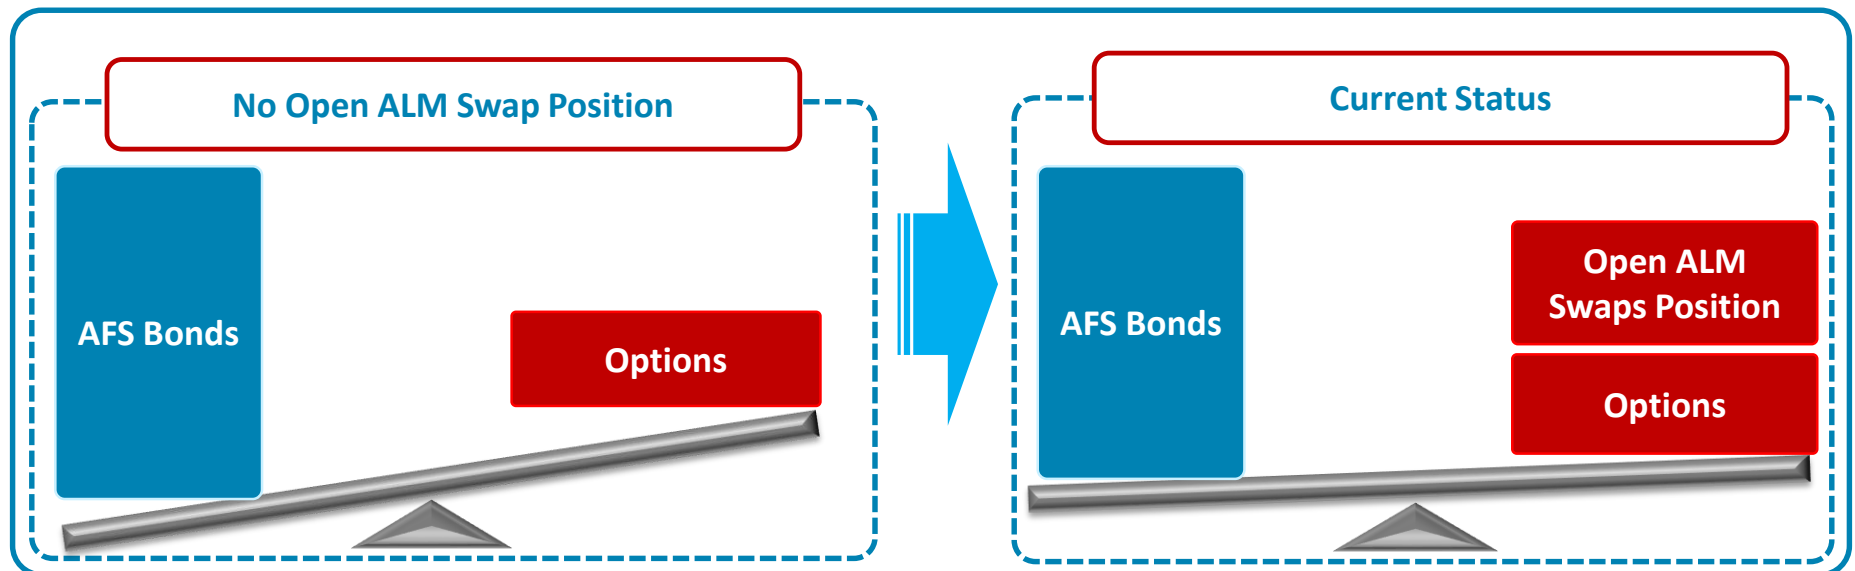 No Open ALM Swap Position
AFS Bonds
Options
Current Status
AFS Bonds
Open ALM
Swaps Position
Options